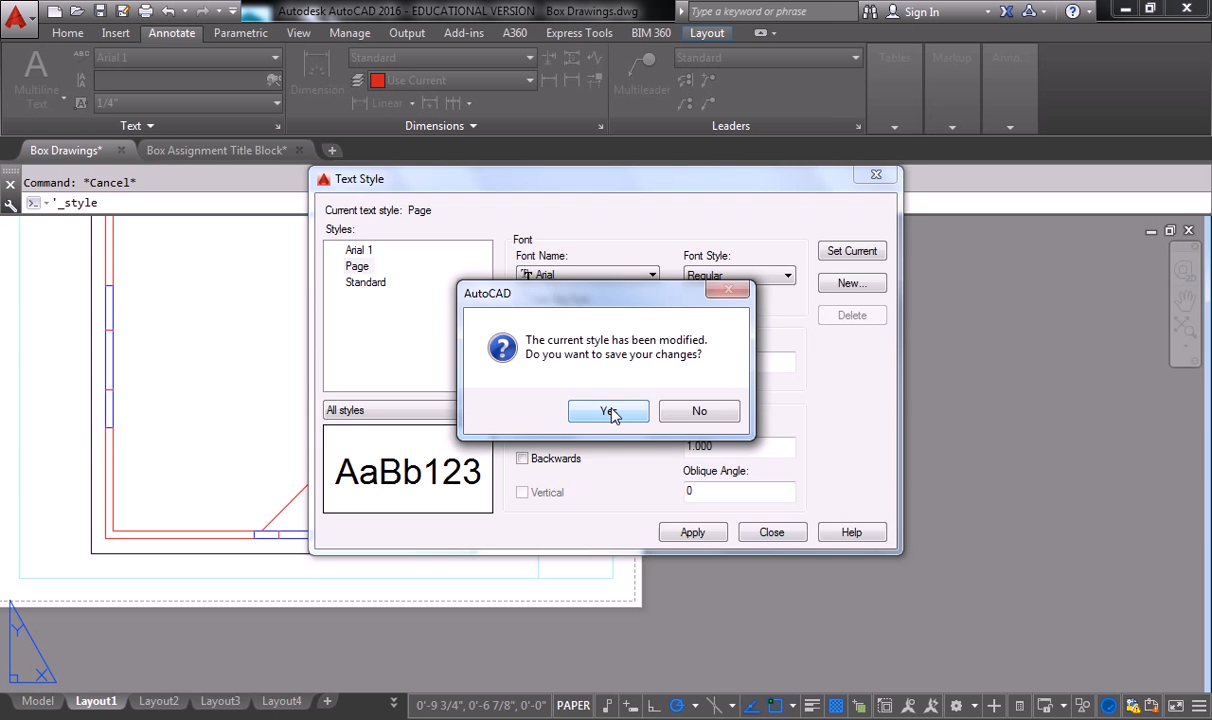 Autodesk AutoCAD 2016 - EDUCATIONAL VERSION Box Drawings.dwg
Type a keyword or phrase
Sign In
Home Insert Annotate Parametric View Manage Output Add-ins A360 Express Tools BIM 360 Layout
Multiline Text
ABC
Arial 1
1/4"
Text
Dimension
Standard
Use Current
Linear
Dimensions
Multileader
Standard
Leaders
Tables
Markup
Anno...
Box Drawings*
Box Assignment Title Block*
Command: *Cancel*
'_style
Text Style
Current text style: Page
Styles:
Arial 1
Page
Standard
Font
Font Name:
Arial
Font Style:
Regular
Set Current
New...
Delete
AutoCAD
The current style has been modified.
Do you want to save your changes?
Yes
No
All styles
AaBb123
Backwards
Vertical
1.000
Oblique Angle:
0
Apply
Close
Help
Y
X
Model Layout1 Layout2 Layout3 Layout4
0'-9 3/4", 0'-6 7/8", 0'-0"
PAPER